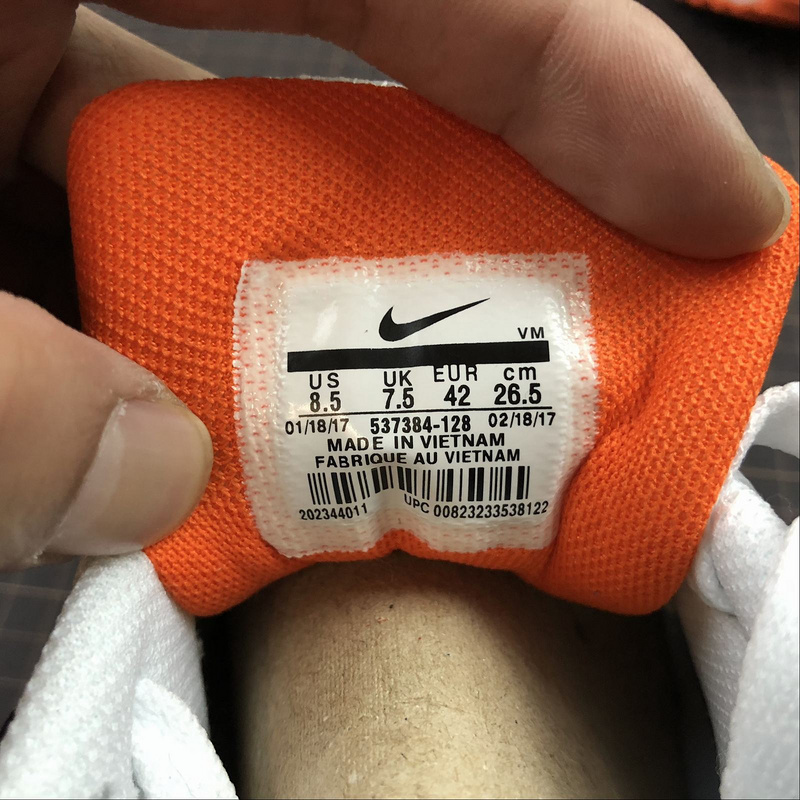 VM
US UK EUR cm
8.5 7.5 42 26.5
01/18/17 537384-128 02/18/17
MADE IN VIETNAM
FABRIQUE AU VIETNAM
202344011 UPC 00823233538122